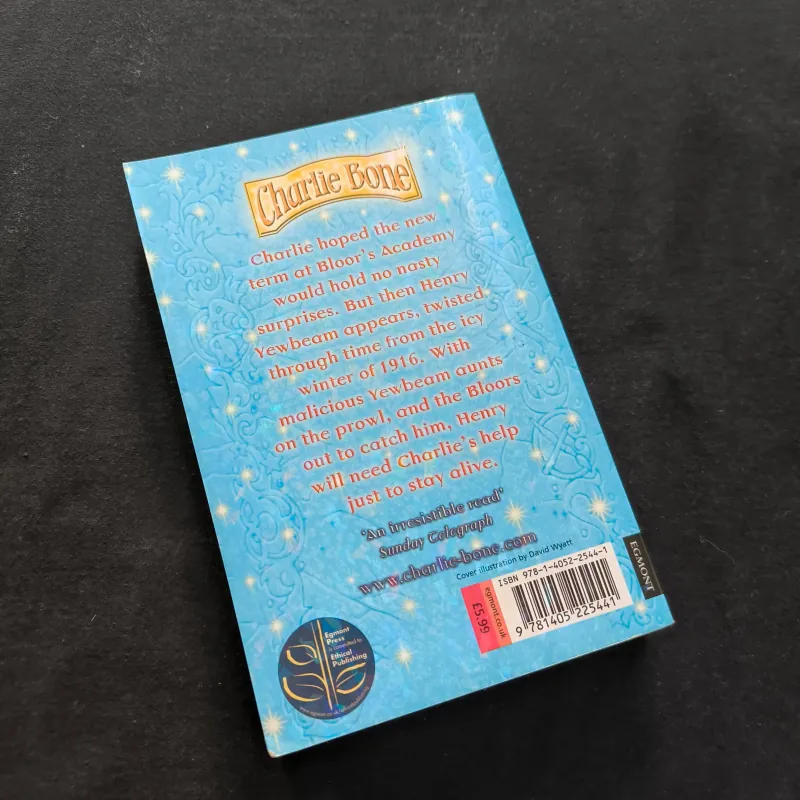 Charlie Bone
Charlie hoped the new
term at Bloor's Academy
would hold no nasty
surprises. But then Henry
Yewbeam appears, twisted
through time from the icy
winter of 1916. With
malicious Yewbeam aunts
on the prowl, and the Bloors
out to catch him, Henry
will need Charlie's help
just to stay alive.
'An irresistible read'
Sunday Telegraph
www.charlie-bone.com
Cover illustration by David Wyatt
ISBN 978-1-4052-2544-1
9 781405 225441
egmont.co.uk
£5.99
EGMONT
Egmont
Press
is committed to
Ethical
Publishing